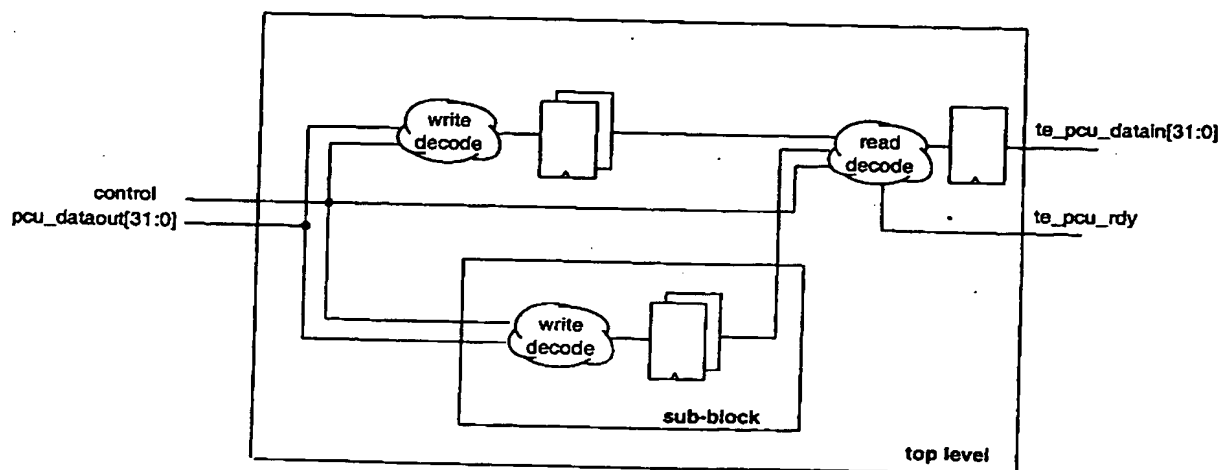 write
decode
read
decode
te_pcu_datain[31:0]
control
pcu_dataout[31:0]
te_pcu_rdy
write
decode
sub-block
top level